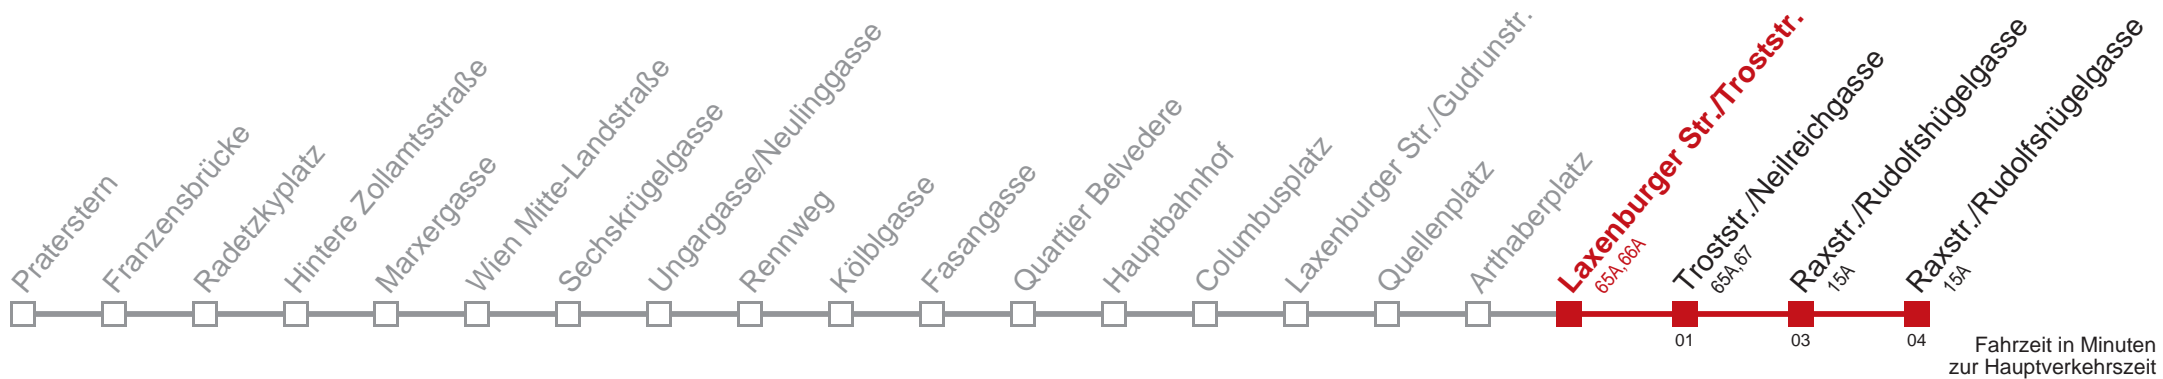 Praterstern
Franzensbrücke
Radetzkyplatz
Hintere Zollamtsstraße
Marxergasse
Wien Mitte-Landstraße
Sechskrügelgasse
Ungargasse/Neulinggasse
Rennweg
Kölblgasse
Fasangasse
Quartier Belvedere
Hauptbahnhof
Columbusplatz
Laxenburger Str./Gudrunstr.
Quellenplatz
Arthaberplatz
Laxenburger Str./Troststr.
65A,66A
Troststr./Neilreichgasse
65A,67
Raxstr./Rudolfshügelgasse
15A
Raxstr./Rudolfshügelgasse
15A
01
03
04
Fahrzeit in Minuten
zur Hauptverkehrszeit